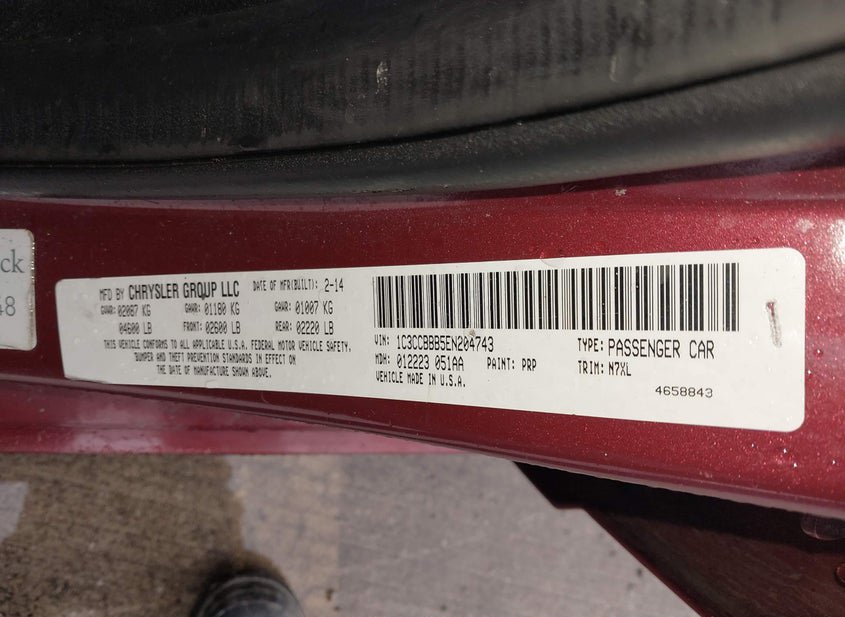 ck
48
MFD BY CHRYSLER GROUP LLC DATE OF MFR(BUILT): 2-14
GVWR: 02087 KG GAWR: 01180 KG GAWR: 01007 KG
04600 LB FRONT: 02600 LB REAR: 02220 LB
THIS VEHICLE CONFORMS TO ALL APPLICABLE U.S.A. FEDERAL MOTOR VEHICLE SAFETY,
BUMPER AND THEFT PREVENTION STANDARDS IN EFFECT ON
THE DATE OF MANUFACTURE SHOWN ABOVE.
VIN: 1C3CCBBB5EN204743 TYPE: PASSENGER CAR
MDH: 012223 051AA PAINT: PRP TRIM: N7XL
VEHICLE MADE IN U.S.A. 4658843